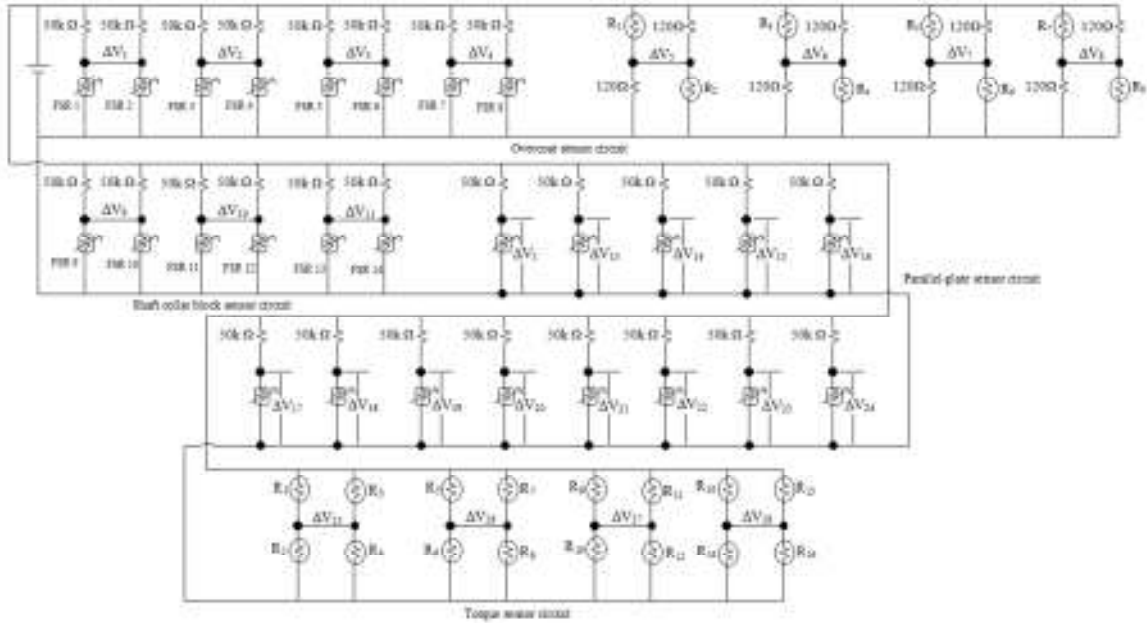 50k Ω 50k Ω 50k Ω 50k Ω 50k Ω 50k Ω 50k Ω 50k Ω R₁ 120Ω 120Ω R₅ 120Ω R₇ 120Ω
ΔV₁ ΔV₂ ΔV₃ ΔV₄ ΔV₅ ΔV₆ ΔV₇ ΔV₈
FSR 1 FSR 2 FSR 3 FSR 4 FSR 5 FSR 6 FSR 7 FSR 8 120Ω R₂ 120Ω R₄ 120Ω R₆ 120Ω R₈
Overcoat sensor circuit
50k Ω 50k Ω 50k Ω 50k Ω 50k Ω 50k Ω 50k Ω 50k Ω 50k Ω 50k Ω 50k Ω
ΔV₉ ΔV₁₀ ΔV₁₁
FSR 9 FSR 10 FSR 11 FSR 12 FSR 13 FSR 14 ΔV₁₃ ΔV₁₄ ΔV₁₅ ΔV₁₆
Parallel-plate sensor circuit
Shaft collar block sensor circuit
50k Ω 50k Ω 50k Ω 50k Ω 50k Ω 50k Ω 50k Ω 50k Ω
ΔV₁₇ ΔV₁₈ ΔV₁₉ ΔV₂₀ ΔV₂₁ ΔV₂₂ ΔV₂₃ ΔV₂₄
R₁ R₃ R₅ R₇ R₉ R₁₁ R₁₃ R₁₅
ΔV₂₅ ΔV₂₆ ΔV₂₇ ΔV₂₈
R₂ R₄ R₆ R₈ R₁₀ R₁₂ R₁₄ R₁₆
Torque sensor circuit